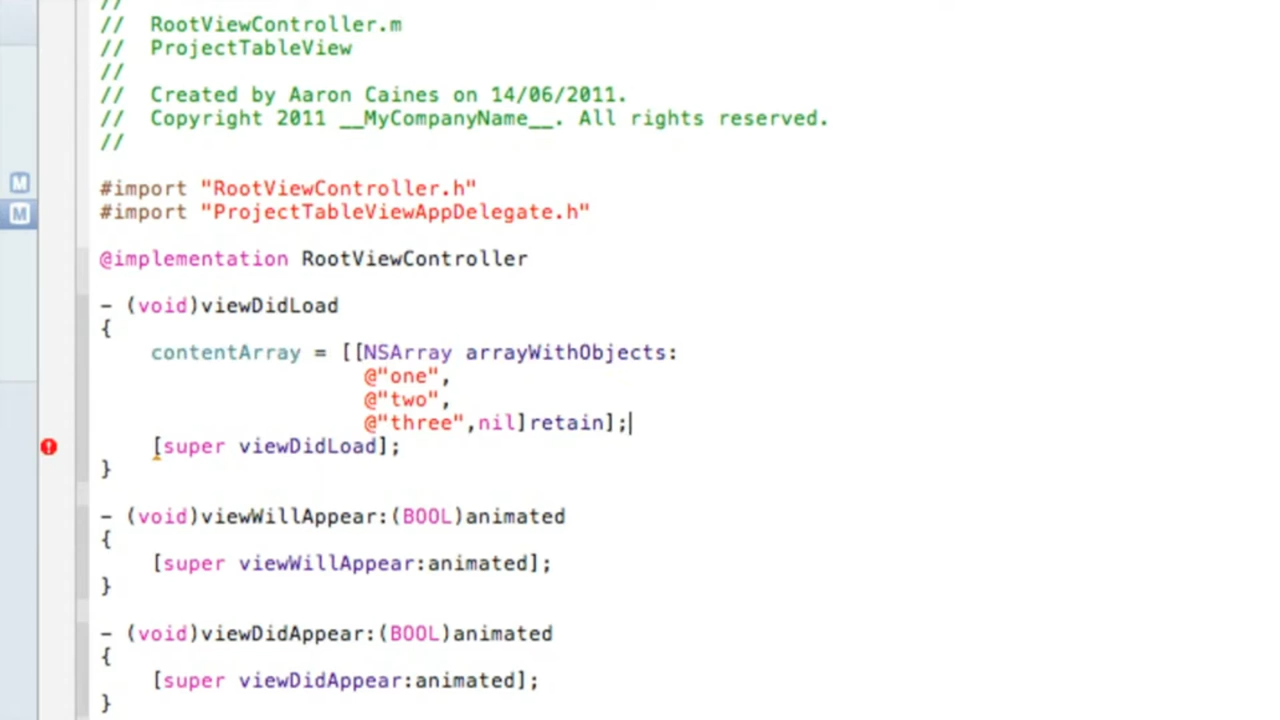 //
//  RootViewController.m
//  ProjectTableView
//
//  Created by Aaron Caines on 14/06/2011.
//  Copyright 2011 __MyCompanyName__. All rights reserved.
//
#import "RootViewController.h"
#import "ProjectTableViewAppDelegate.h"
@implementation RootViewController
- (void)viewDidLoad
{
    contentArray = [[NSArray arrayWithObjects:
                     @"one",
                     @"two",
                     @"three",nil]retain];
    [super viewDidLoad];
}
- (void)viewWillAppear:(BOOL)animated
{
    [super viewWillAppear:animated];
}
- (void)viewDidAppear:(BOOL)animated
{
    [super viewDidAppear:animated];
}
M
M